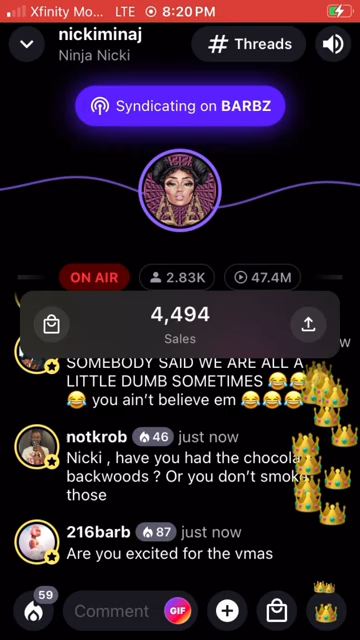 Xfinity Mo... LTE 8:20 PM
nickiminaj
Ninja Nicki
# Threads
Syndicating on BARBZ
ON AIR 2.83K 47.4M
4,494
Sales
w
SOMEBODY SAID WE ARE ALL A
LITTLE DUMB SOMETIMES 😂😂
😂 you ain't believe em 😂😂😂
notkrob 46 just now
Nicki , have you had the chocola
backwoods ? Or you don't smoke
those
216barb 87 just now
Are you excited for the vmas
59
Comment GIF